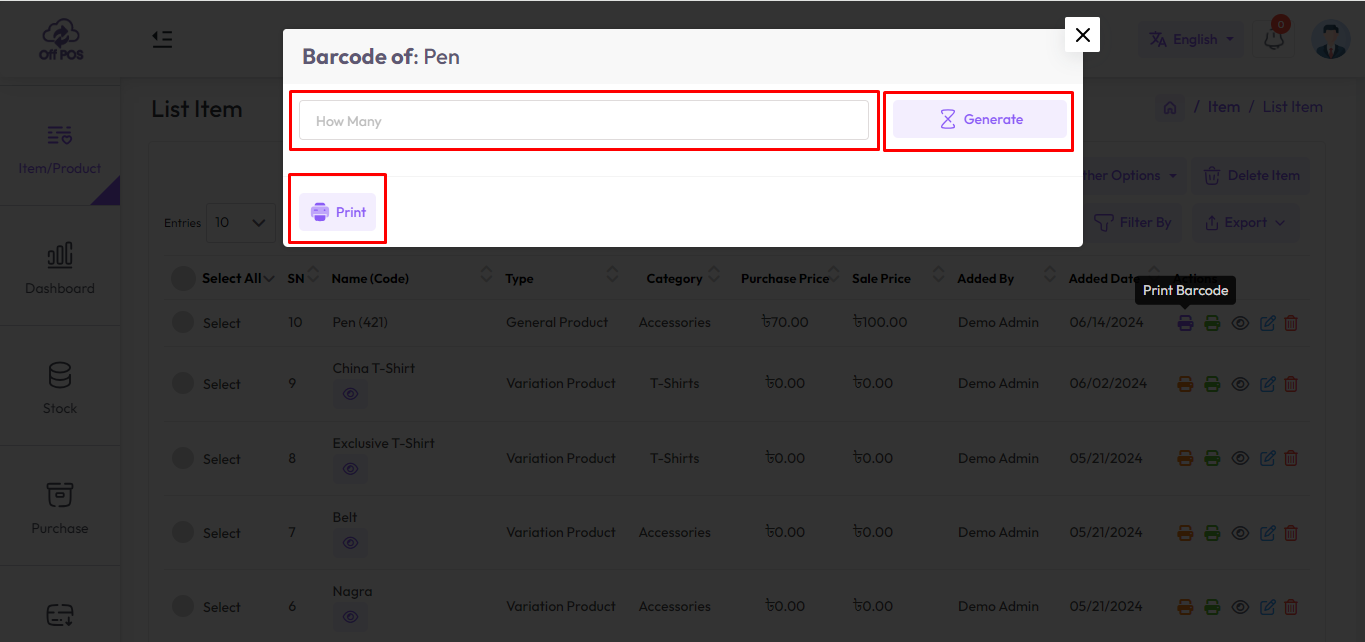 Off POS
English
0
Barcode of: Pen
How Many
Generate
Print
List Item
/ Item / List Item
Item/Product
ther Options
Delete Item
Entries 10
Filter By
Export
Select All SN Name (Code) Type Category Purchase Price Sale Price Added By Added Date Actions
Print Barcode
Select 10 Pen (421) General Product Accessories ৳70.00 ৳100.00 Demo Admin 06/14/2024
Dashboard
China T-Shirt
Select 9 Variation Product T-Shirts ৳0.00 ৳0.00 Demo Admin 06/02/2024
Stock
Exclusive T-Shirt
Select 8 Variation Product T-Shirts ৳0.00 ৳0.00 Demo Admin 05/21/2024
Purchase
Belt
Select 7 Variation Product Accessories ৳0.00 ৳0.00 Demo Admin 05/21/2024
Nagra
Select 6 Variation Product Accessories ৳0.00 ৳0.00 Demo Admin 05/21/2024